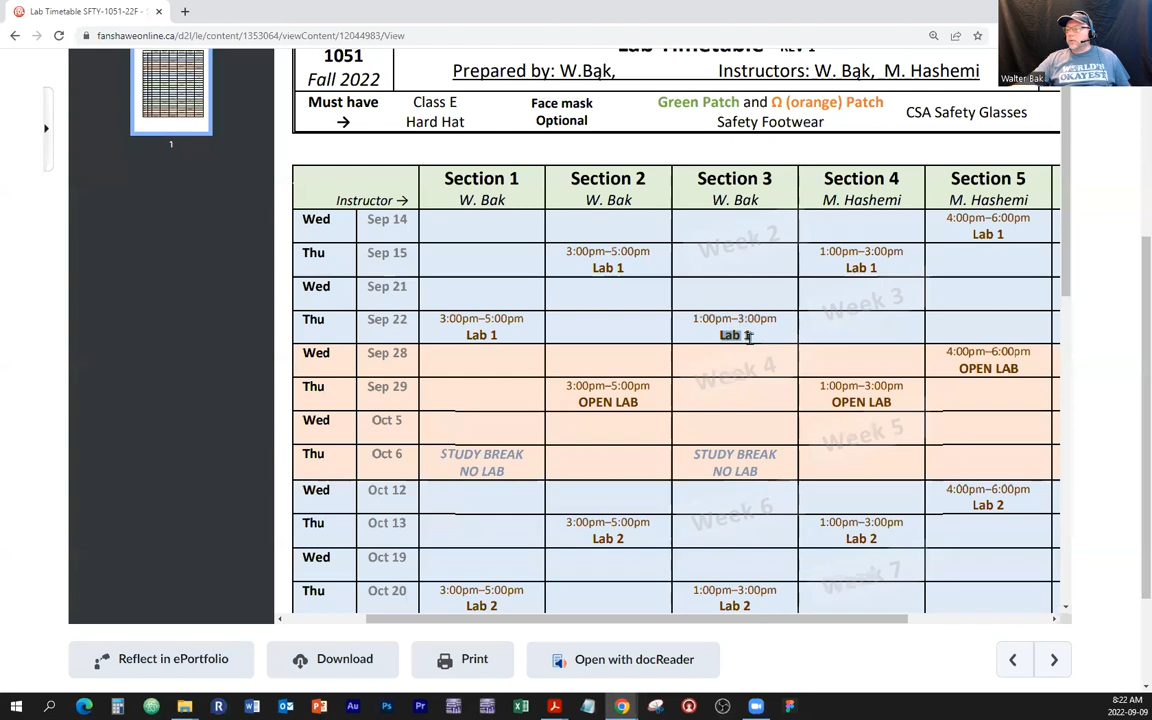 Lab Timetable SFTY-1051-22F -
fanshaweonline.ca/d2l/le/content/1353064/viewContent/12044983/View
1051
Fall 2022
Lab Timetable REV 1
Prepared by: W.Bak, Instructors: W. Bak, M. Hashemi
Must have
→
Class E
Hard Hat
Face mask
Optional
Green Patch and Ω (orange) Patch
Safety Footwear
CSA Safety Glasses
Walter Bak
WORLD'S
OKAYEST
1
Instructor →
Section 1
W. Bak
Section 2
W. Bak
Section 3
W. Bak
Section 4
M. Hashemi
Section 5
M. Hashemi
Wed Sep 14 4:00pm–6:00pm
Lab 1
Week 2
Thu Sep 15 3:00pm–5:00pm 1:00pm–3:00pm
Lab 1 Lab 1
Wed Sep 21
Week 3
Thu Sep 22 3:00pm–5:00pm 1:00pm–3:00pm
Lab 1 Lab 1
Wed Sep 28 4:00pm–6:00pm
OPEN LAB
Week 4
Thu Sep 29 3:00pm–5:00pm 1:00pm–3:00pm
OPEN LAB OPEN LAB
Wed Oct 5
Week 5
Thu Oct 6 STUDY BREAK STUDY BREAK
NO LAB NO LAB
Wed Oct 12 4:00pm–6:00pm
Lab 2
Week 6
Thu Oct 13 3:00pm–5:00pm 1:00pm–3:00pm
Lab 2 Lab 2
Wed Oct 19
Week 7
Thu Oct 20 3:00pm–5:00pm 1:00pm–3:00pm
Lab 2 Lab 2
Reflect in ePortfolio
Download
Print
Open with docReader
8:22 AM
2022-09-09